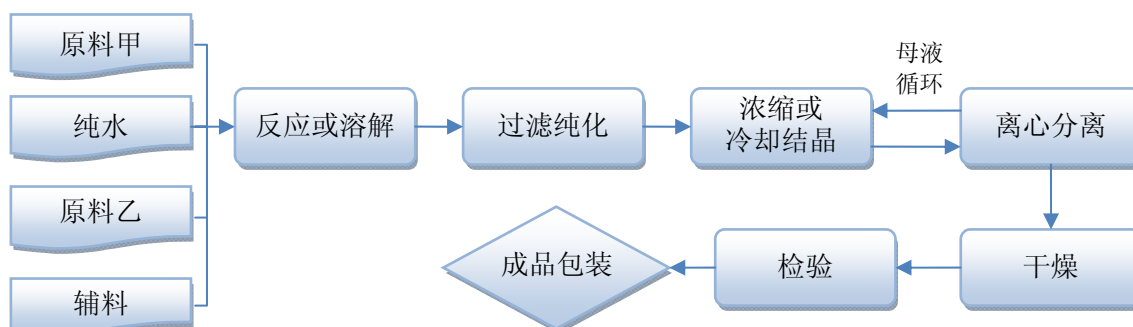 原料甲
纯水
原料乙
辅料
反应或溶解
过滤纯化
浓缩或
冷却结晶
母液
循环
离心分离
干燥
检验
成品包装